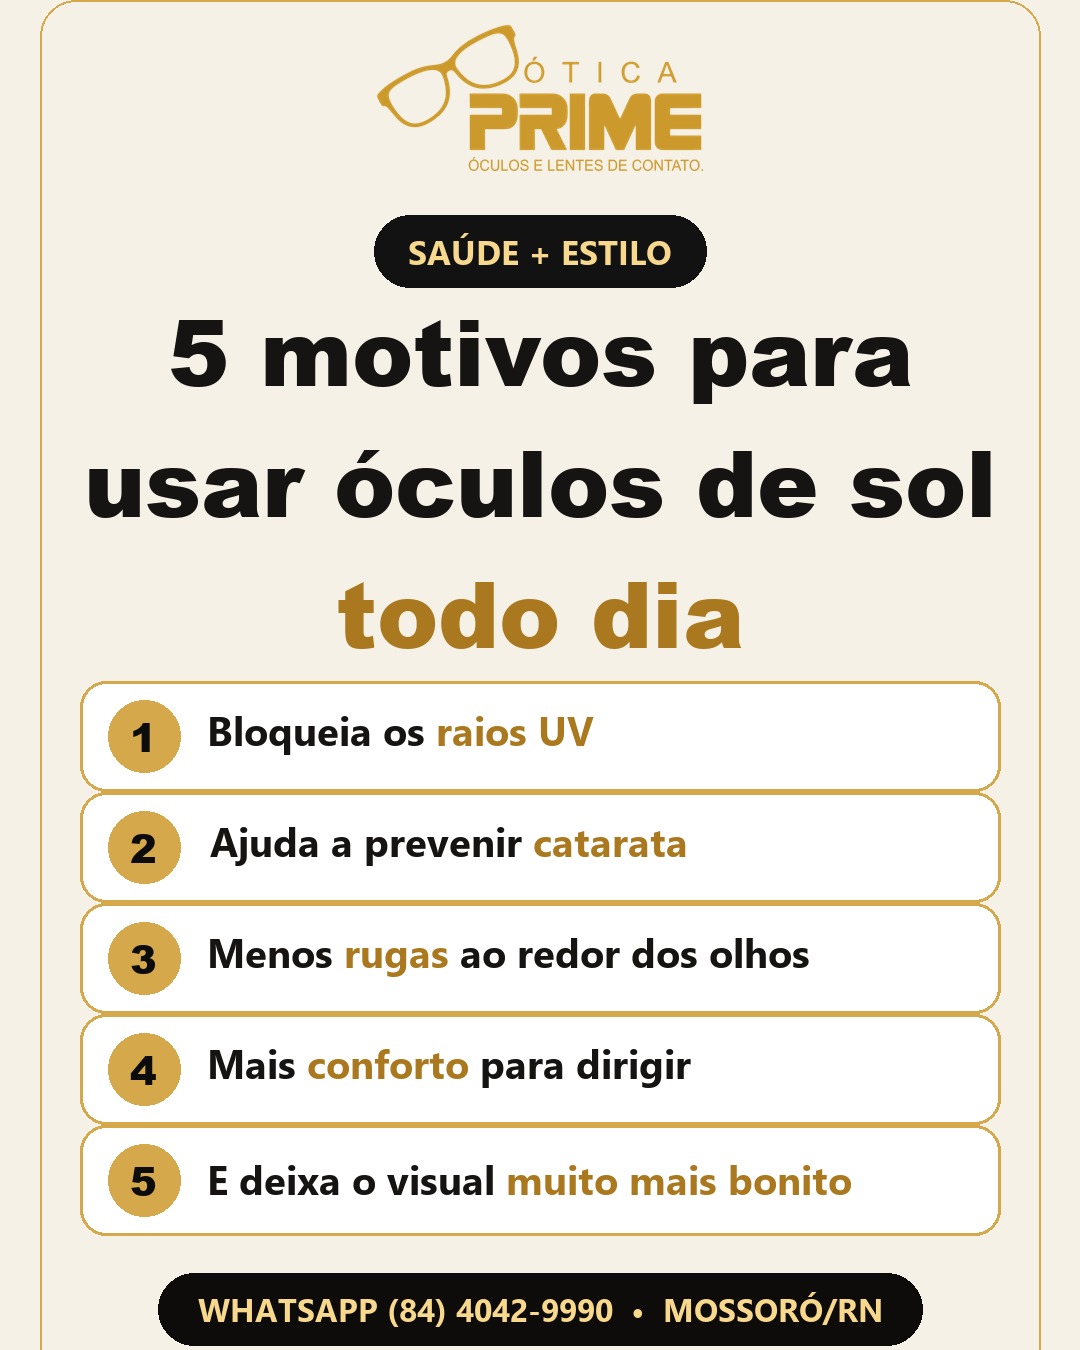 ÓTICA
PRIME
ÓCULOS E LENTES DE CONTATO.
SAÚDE + ESTILO
5 motivos para
usar óculos de sol
todo dia
1 Bloqueia os raios UV
2 Ajuda a prevenir catarata
3 Menos rugas ao redor dos olhos
4 Mais conforto para dirigir
5 E deixa o visual muito mais bonito
WHATSAPP (84) 4042-9990 • MOSSORÓ/RN